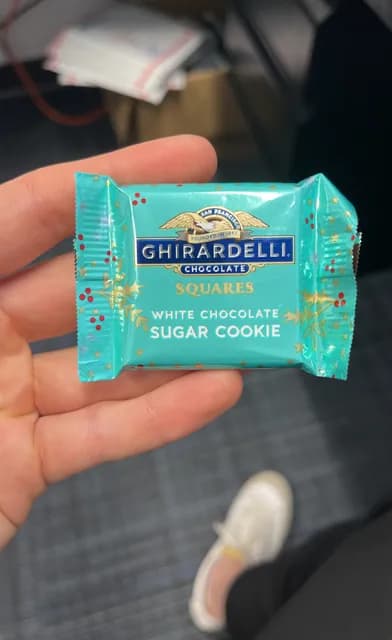 SAN FRANCISCO
GHIRARDELLI
CHOCOLATE
SQUARES
WHITE CHOCOLATE
SUGAR COOKIE